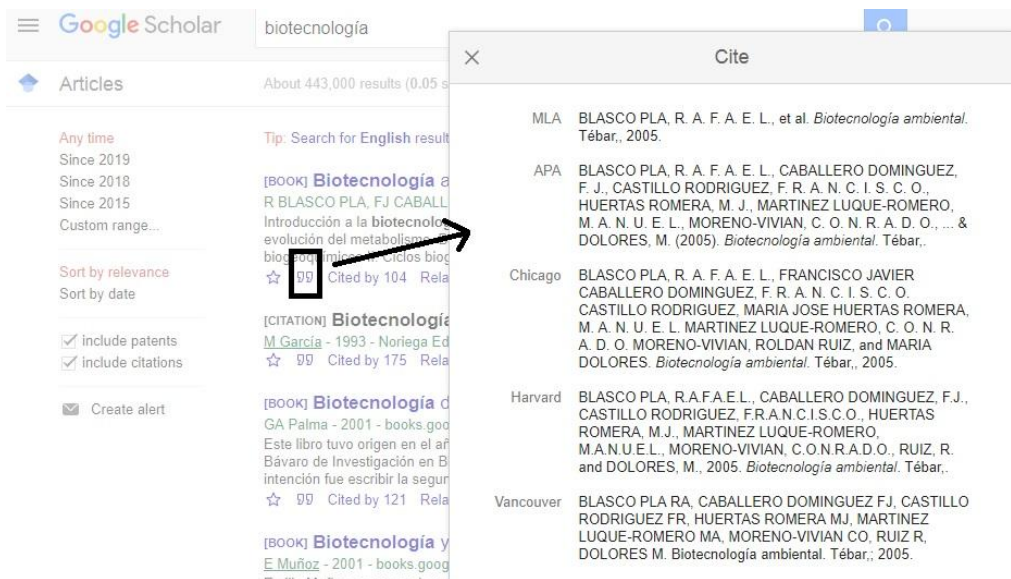 Google Scholar
biotecnología
Articles
About 443,000 results (0.05 s
Any time
Since 2019
Since 2018
Since 2015
Custom range...
Sort by relevance
Sort by date
include patents
include citations
Create alert
Tip: Search for English result
[BOOK] Biotecnología a
R BLASCO PLA, FJ CABALL
Introducción a la biotecnolog
evolución del metabolismo.
biogeoquímicos II: Ciclos biog
Cited by 104 Rela
[CITATION] Biotecnología
M García - 1993 - Noriega Ed
Cited by 175 Rela
[BOOK] Biotecnología d
GA Palma - 2001 - books.goo
Este libro tuvo origen en el añ
Bávaro de Investigación en B
intención fue escribir la segur
Cited by 121 Rela
[BOOK] Biotecnología y
E Muñoz - 2001 - books.goog
Cite
MLA BLASCO PLA, R. A. F. A. E. L., et al. Biotecnología ambiental.
Tébar,, 2005.
APA BLASCO PLA, R. A. F. A. E. L., CABALLERO DOMINGUEZ,
F. J., CASTILLO RODRIGUEZ, F. R. A. N. C. I. S. C. O.,
HUERTAS ROMERA, M. J., MARTINEZ LUQUE-ROMERO,
M. A. N. U. E. L., MORENO-VIVIAN, C. O. N. R. A. D. O., ... &
DOLORES, M. (2005). Biotecnología ambiental. Tébar,.
Chicago BLASCO PLA, R. A. F. A. E. L., FRANCISCO JAVIER
CABALLERO DOMINGUEZ, F. R. A. N. C. I. S. C. O.
CASTILLO RODRIGUEZ, MARIA JOSE HUERTAS ROMERA,
M. A. N. U. E. L. MARTINEZ LUQUE-ROMERO, C. O. N. R.
A. D. O. MORENO-VIVIAN, ROLDAN RUIZ, and MARIA
DOLORES. Biotecnología ambiental. Tébar,, 2005.
Harvard BLASCO PLA, R.A.F.A.E.L., CABALLERO DOMINGUEZ, F.J.,
CASTILLO RODRIGUEZ, F.R.A.N.C.I.S.C.O., HUERTAS
ROMERA, M.J., MARTINEZ LUQUE-ROMERO,
M.A.N.U.E.L., MORENO-VIVIAN, C.O.N.R.A.D.O., RUIZ, R.
and DOLORES, M., 2005. Biotecnología ambiental. Tébar,.
Vancouver BLASCO PLA RA, CABALLERO DOMINGUEZ FJ, CASTILLO
RODRIGUEZ FR, HUERTAS ROMERA MJ, MARTINEZ
LUQUE-ROMERO MA, MORENO-VIVIAN CO, RUIZ R,
DOLORES M. Biotecnología ambiental. Tébar,; 2005.